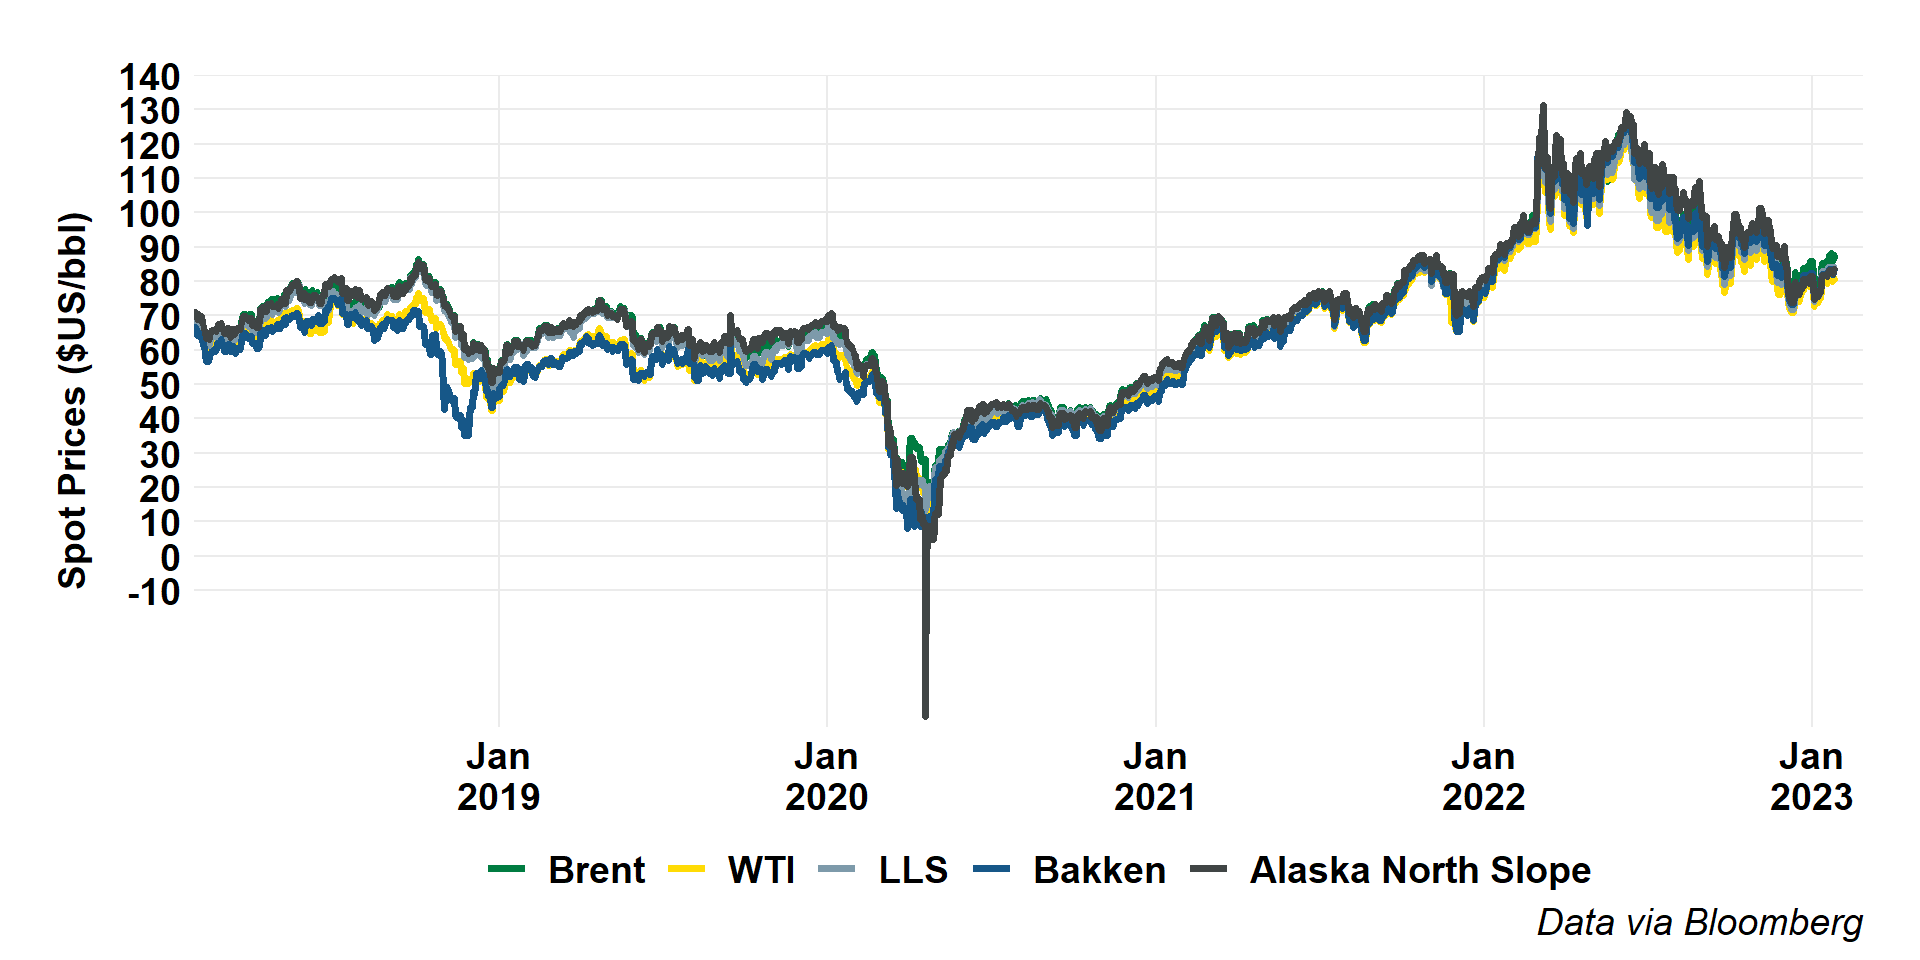 Spot Prices ($US/bbl)
140
130
120
110
100
90
80
70
60
50
40
30
20
10
0
-10
Jan 2019
Jan 2020
Jan 2021
Jan 2022
Jan 2023
Brent WTI LLS Bakken Alaska North Slope
Data via Bloomberg